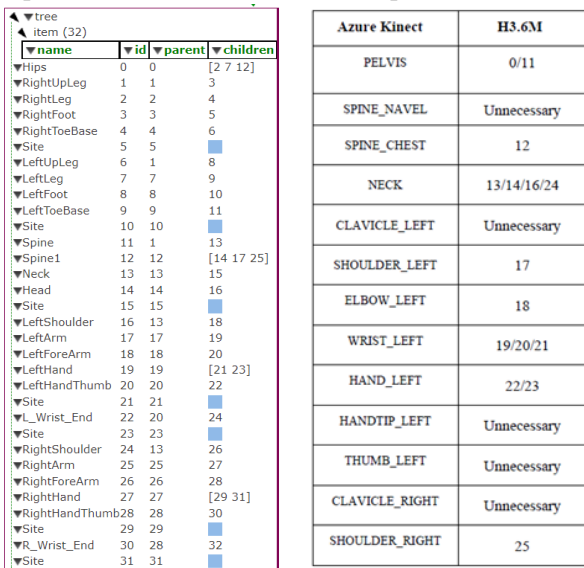 tree
item (32)
name id parent children
Hips 0 0 [2 7 12]
RightUpLeg 1 1 3
RightLeg 2 2 4
RightFoot 3 3 5
RightToeBase 4 4 6
Site 5 5
LeftUpLeg 6 1 8
LeftLeg 7 7 9
LeftFoot 8 8 10
LeftToeBase 9 9 11
Site 10 10
Spine 11 1 13
Spine1 12 12 [14 17 25]
Neck 13 13 15
Head 14 14 16
Site 15 15
LeftShoulder 16 13 18
LeftArm 17 17 19
LeftForeArm 18 18 20
LeftHand 19 19 [21 23]
LeftHandThumb 20 20 22
Site 21 21
L_Wrist_End 22 20 24
Site 23 23
RightShoulder 24 13 26
RightArm 25 25 27
RightForeArm 26 26 28
RightHand 27 27 [29 31]
RightHandThumb 28 28 30
Site 29 29
R_Wrist_End 30 28 32
Site 31 31
Azure Kinect H3.6M
PELVIS 0/11
SPINE_NAVEL Unnecessary
SPINE_CHEST 12
NECK 13/14/16/24
CLAVICLE_LEFT Unnecessary
SHOULDER_LEFT 17
ELBOW_LEFT 18
WRIST_LEFT 19/20/21
HAND_LEFT 22/23
HANDTIP_LEFT Unnecessary
THUMB_LEFT Unnecessary
CLAVICLE_RIGHT Unnecessary
SHOULDER_RIGHT 25